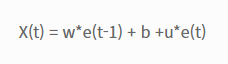 X(t) = w*e(t-1) + b +u*e(t)